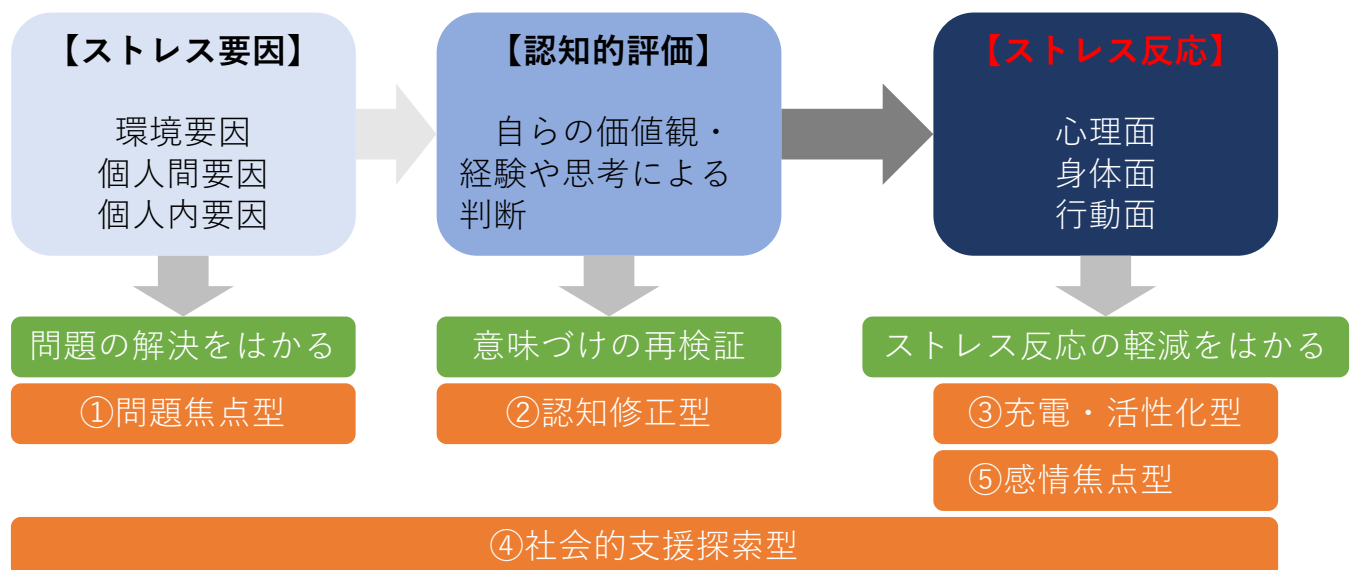 【ストレス要因】
環境要因
個人間要因
個人内要因
【認知的評価】
自らの価値観・
経験や思考による
判断
【ストレス反応】
心理面
身体面
行動面
問題の解決をはかる
意味づけの再検証
ストレス反応の軽減をはかる
①問題焦点型
②認知修正型
③充電・活性化型
⑤感情焦点型
④社会的支援探索型